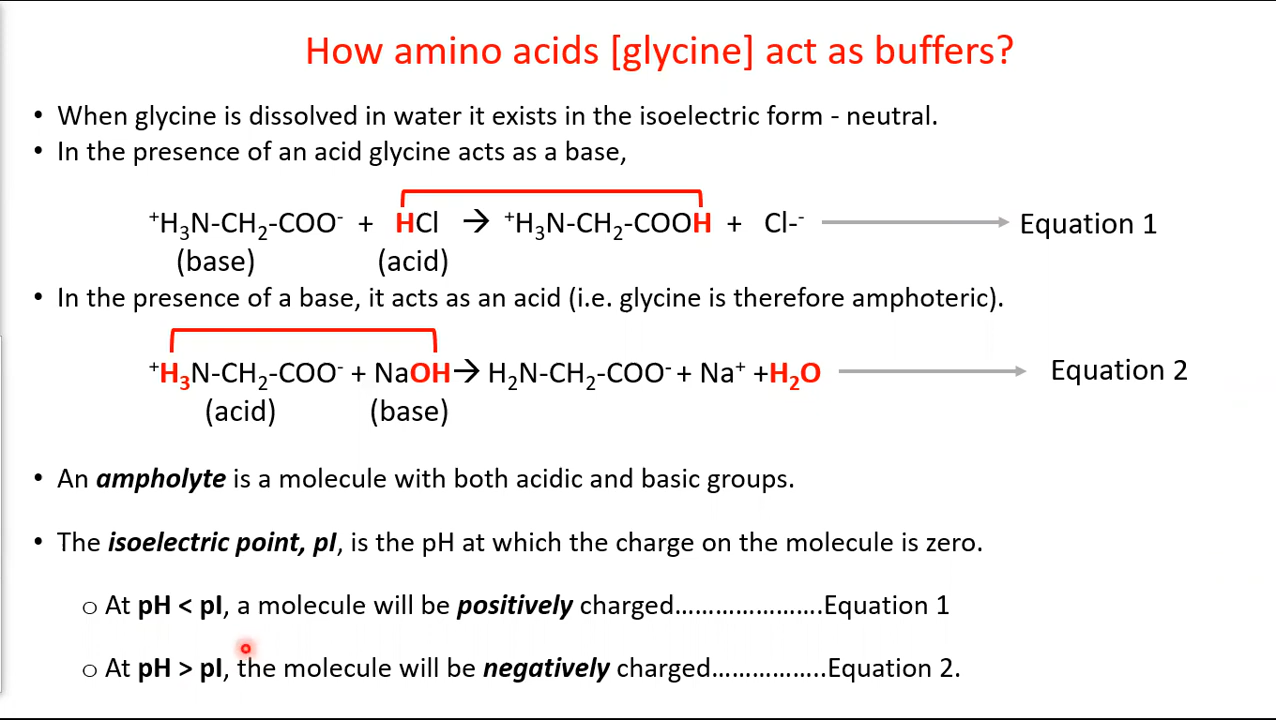 How amino acids [glycine] act as buffers?
• When glycine is dissolved in water it exists in the isoelectric form - neutral.
• In the presence of an acid glycine acts as a base,
⁺H₃N-CH₂-COO⁻ + HCl → ⁺H₃N-CH₂-COOH + Cl-⁻ ⟶ Equation 1
(base) (acid)
• In the presence of a base, it acts as an acid (i.e. glycine is therefore amphoteric).
⁺H₃N-CH₂-COO⁻ + NaOH→ H₂N-CH₂-COO⁻ + Na⁺ +H₂O ⟶ Equation 2
(acid) (base)
• An ampholyte is a molecule with both acidic and basic groups.
• The isoelectric point, pI, is the pH at which the charge on the molecule is zero.
○ At pH < pI, a molecule will be positively charged……………………Equation 1
○ At pH > pI, the molecule will be negatively charged……………..Equation 2.